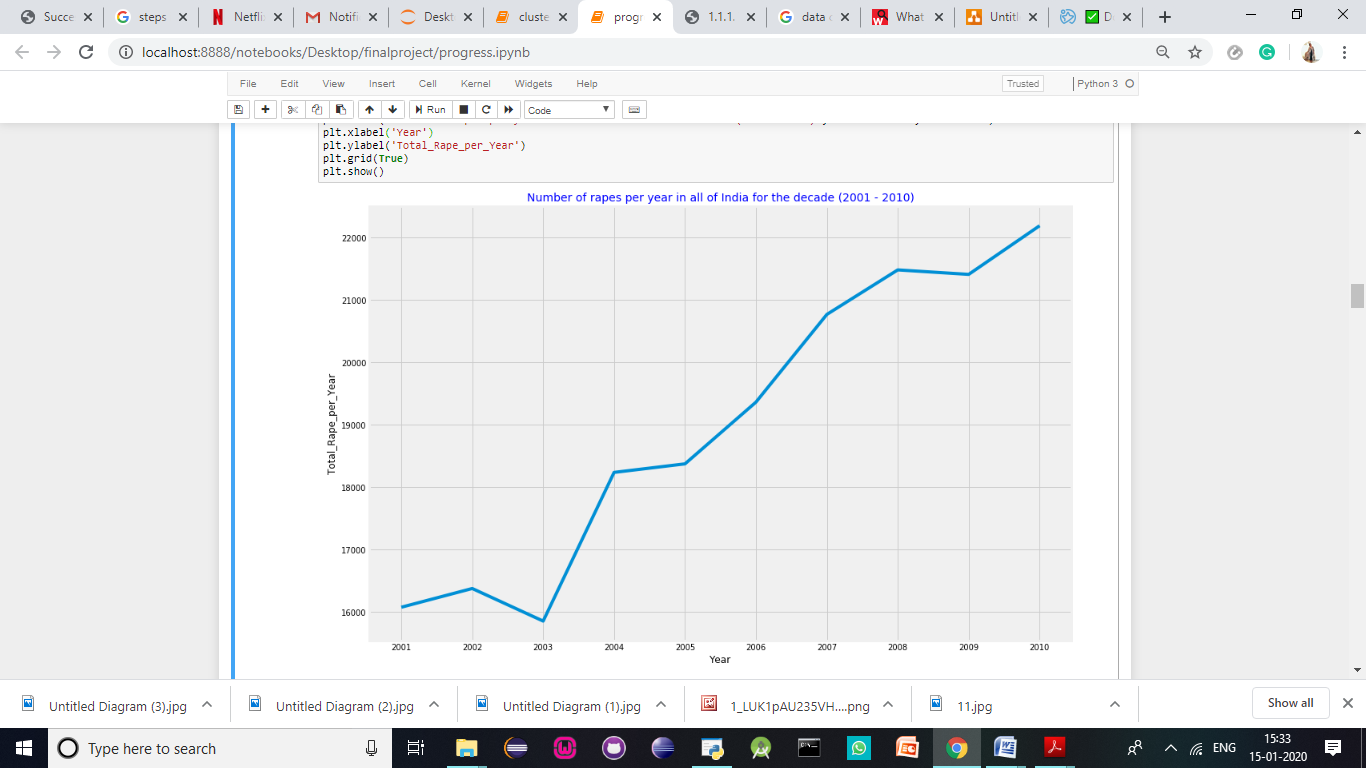 Succe steps Netfli Notifi Deskt cluste progr 1.1.1. data What Untitl
localhost:8888/notebooks/Desktop/finalproject/progress.ipynb
File Edit View Insert Cell Kernel Widgets Help Trusted Python 3
Run Code
plt.xlabel('Year')
plt.ylabel('Total_Rape_per_Year')
plt.grid(True)
plt.show()
Number of rapes per year in all of India for the decade (2001 - 2010)
22000
21000
20000
19000
18000
17000
16000
Total_Rape_per_Year
2001 2002 2003 2004 2005 2006 2007 2008 2009 2010
Year
Untitled Diagram (3).jpg Untitled Diagram (2).jpg Untitled Diagram (1).jpg 1_LUK1pAU235VH....png 11.jpg Show all
Type here to search ENG 15:33
15-01-2020